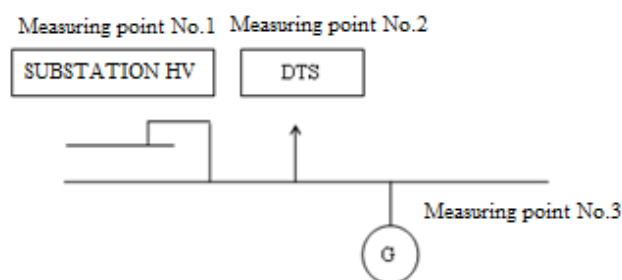 Measuring point No.1 Measuring point No.2
SUBSTATION HV DTS
Measuring point No.3
G